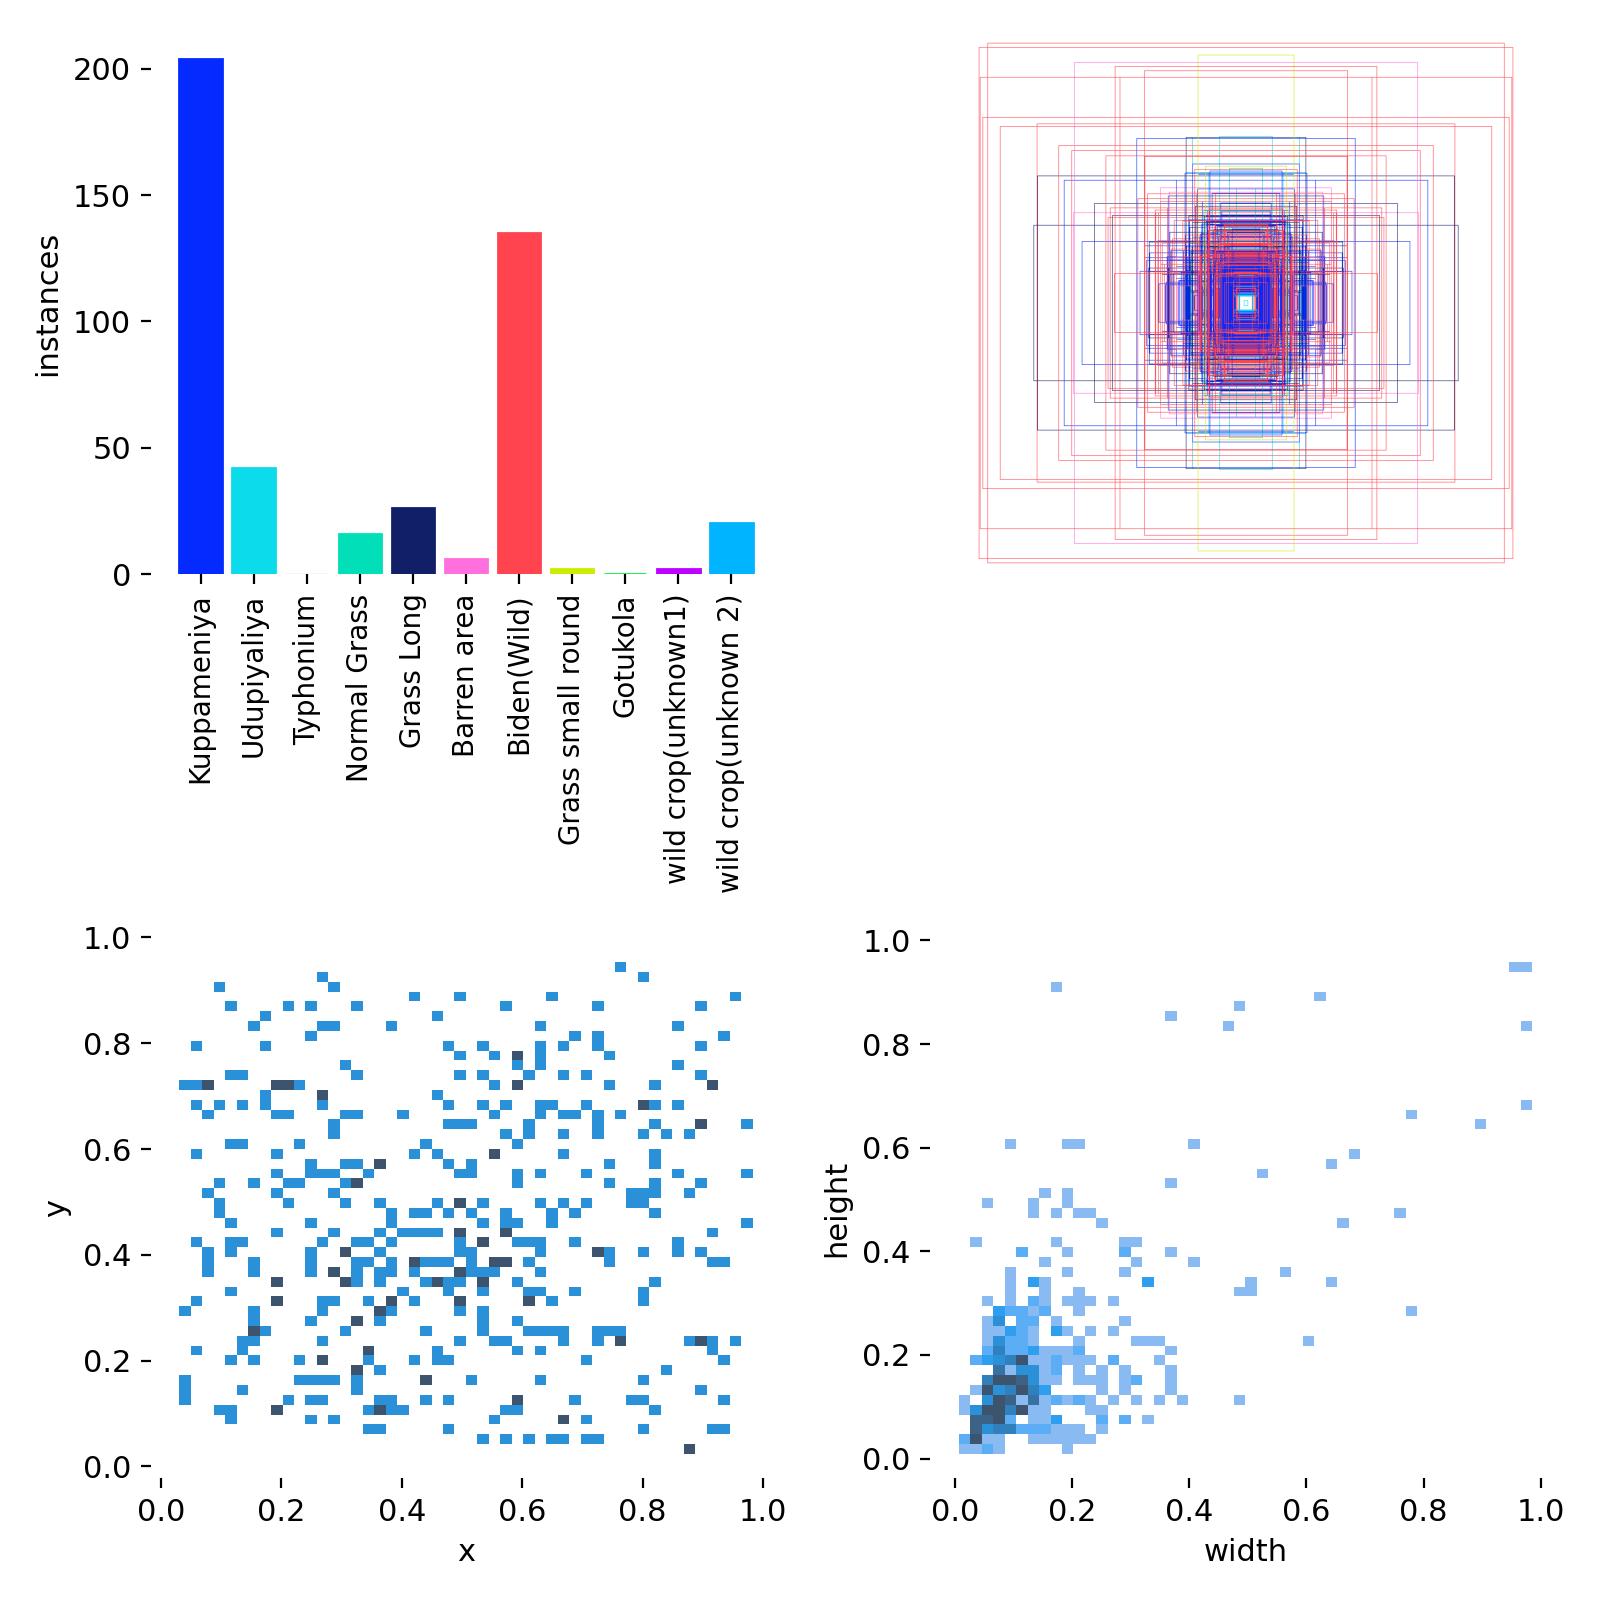 200
150
100
50
0
instances
Kuppameniya
Udupiyaliya
Typhonium
Normal Grass
Grass Long
Barren area
Biden(Wild)
Grass small round
Gotukola
wild crop(unknown1)
wild crop(unknown 2)
1.0
0.8
0.6
0.4
0.2
0.0
y
0.0 0.2 0.4 0.6 0.8 1.0
x
1.0
0.8
0.6
0.4
0.2
0.0
height
0.0 0.2 0.4 0.6 0.8 1.0
width